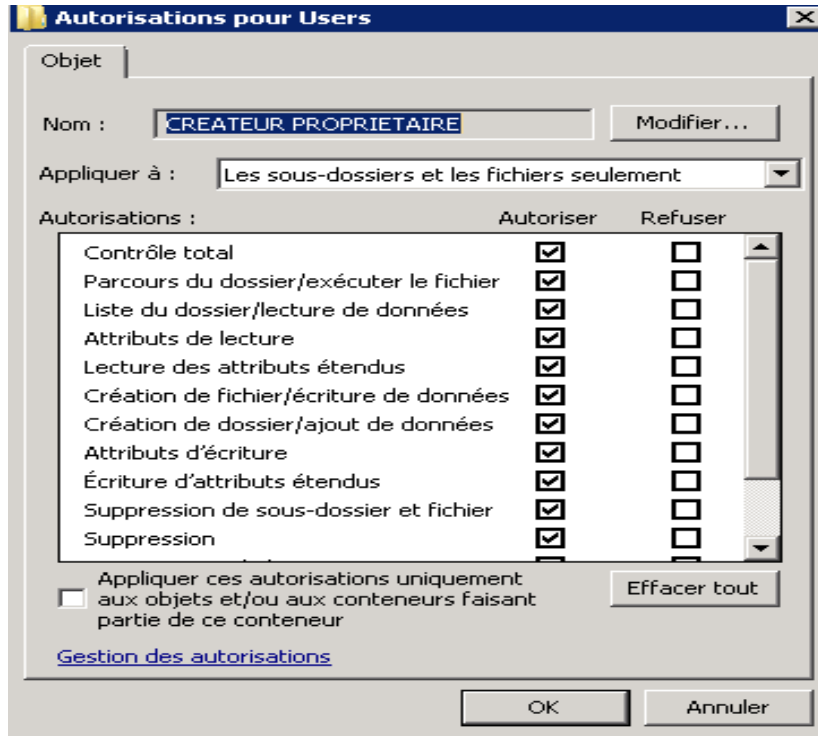 Autorisations pour Users
Objet
Nom :
CREATEUR PROPRIETAIRE
Modifier...
Appliquer à :
Les sous-dossiers et les fichiers seulement
Autorisations :
Autoriser
Refuser
Contrôle total
Parcours du dossier/exécuter le fichier
Liste du dossier/lecture de données
Attributs de lecture
Lecture des attributs étendus
Création de fichier/écriture de données
Création de dossier/ajout de données
Attributs d'écriture
Écriture d'attributs étendus
Suppression de sous-dossier et fichier
Suppression
Appliquer ces autorisations uniquement
aux objets et/ou aux conteneurs faisant
partie de ce conteneur
Effacer tout
Gestion des autorisations
OK
Annuler